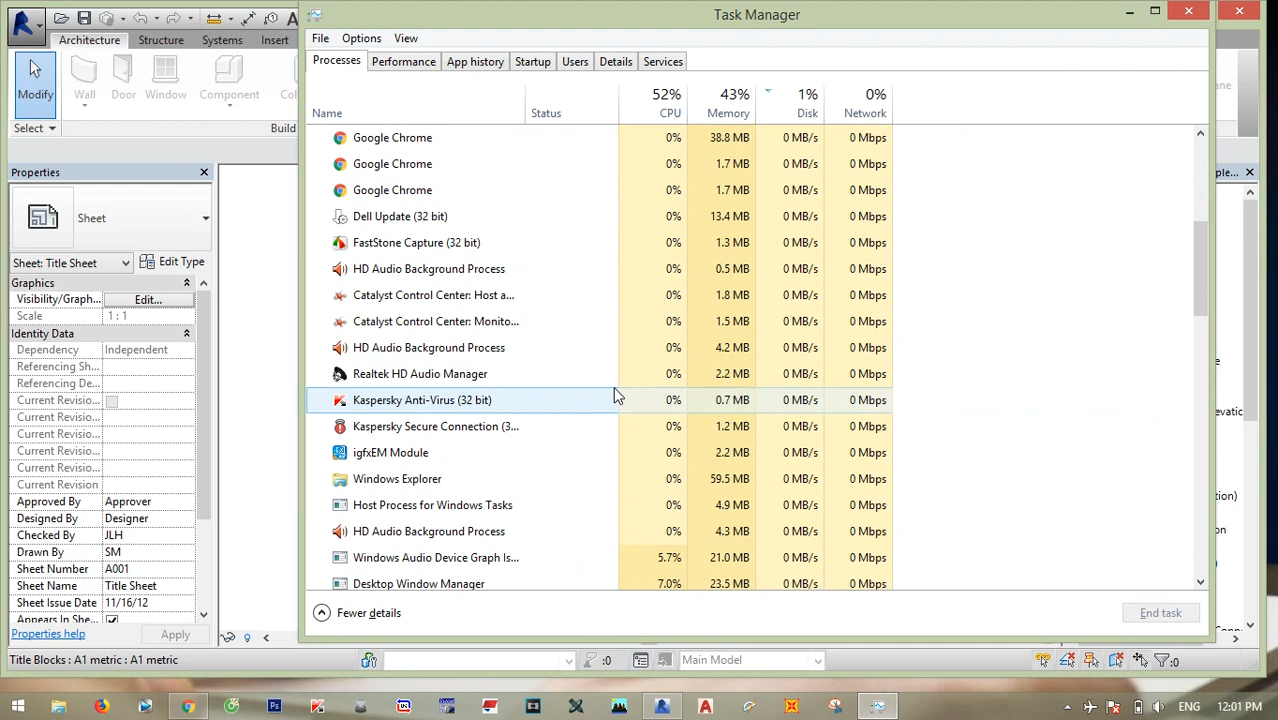 Task Manager
Architecture Structure Systems Insert
File Options View
Processes Performance App history Startup Users Details Services
Modify Wall Door Window Component
Select Build
52% 43% 1% 0%
Name Status CPU Memory Disk Network
Google Chrome 0% 38.8 MB 0 MB/s 0 Mbps
Google Chrome 0% 1.7 MB 0 MB/s 0 Mbps
Google Chrome 0% 1.7 MB 0 MB/s 0 Mbps
Dell Update (32 bit) 0% 13.4 MB 0 MB/s 0 Mbps
FastStone Capture (32 bit) 0% 1.3 MB 0 MB/s 0 Mbps
HD Audio Background Process 0% 0.5 MB 0 MB/s 0 Mbps
Catalyst Control Center: Host a... 0% 1.8 MB 0 MB/s 0 Mbps
Catalyst Control Center: Monito... 0% 1.5 MB 0 MB/s 0 Mbps
HD Audio Background Process 0% 4.2 MB 0 MB/s 0 Mbps
Realtek HD Audio Manager 0% 2.2 MB 0 MB/s 0 Mbps
Kaspersky Anti-Virus (32 bit) 0% 0.7 MB 0 MB/s 0 Mbps
Kaspersky Secure Connection (3... 0% 1.2 MB 0 MB/s 0 Mbps
igfxEM Module 0% 2.2 MB 0 MB/s 0 Mbps
Windows Explorer 0% 59.5 MB 0 MB/s 0 Mbps
Host Process for Windows Tasks 0% 4.9 MB 0 MB/s 0 Mbps
HD Audio Background Process 0% 4.3 MB 0 MB/s 0 Mbps
Windows Audio Device Graph Is... 5.7% 21.0 MB 0 MB/s 0 Mbps
Desktop Window Manager 7.0% 23.5 MB 0 MB/s 0 Mbps
Fewer details End task
Properties
Sheet
Sheet: Title Sheet Edit Type
Graphics
Visibility/Graph... Edit...
Scale 1 : 1
Identity Data
Dependency Independent
Referencing Sh...
Referencing De...
Current Revisio...
Current Revisio...
Current Revisio...
Current Revisio...
Current Revision
Approved By Approver
Designed By Designer
Checked By JLH
Drawn By SM
Sheet Number A001
Sheet Name Title Sheet
Sheet Issue Date 11/16/12
Appears In She...
Properties help Apply
Title Blocks : A1 metric : A1 metric :0 Main Model :0
ENG 12:01 PM